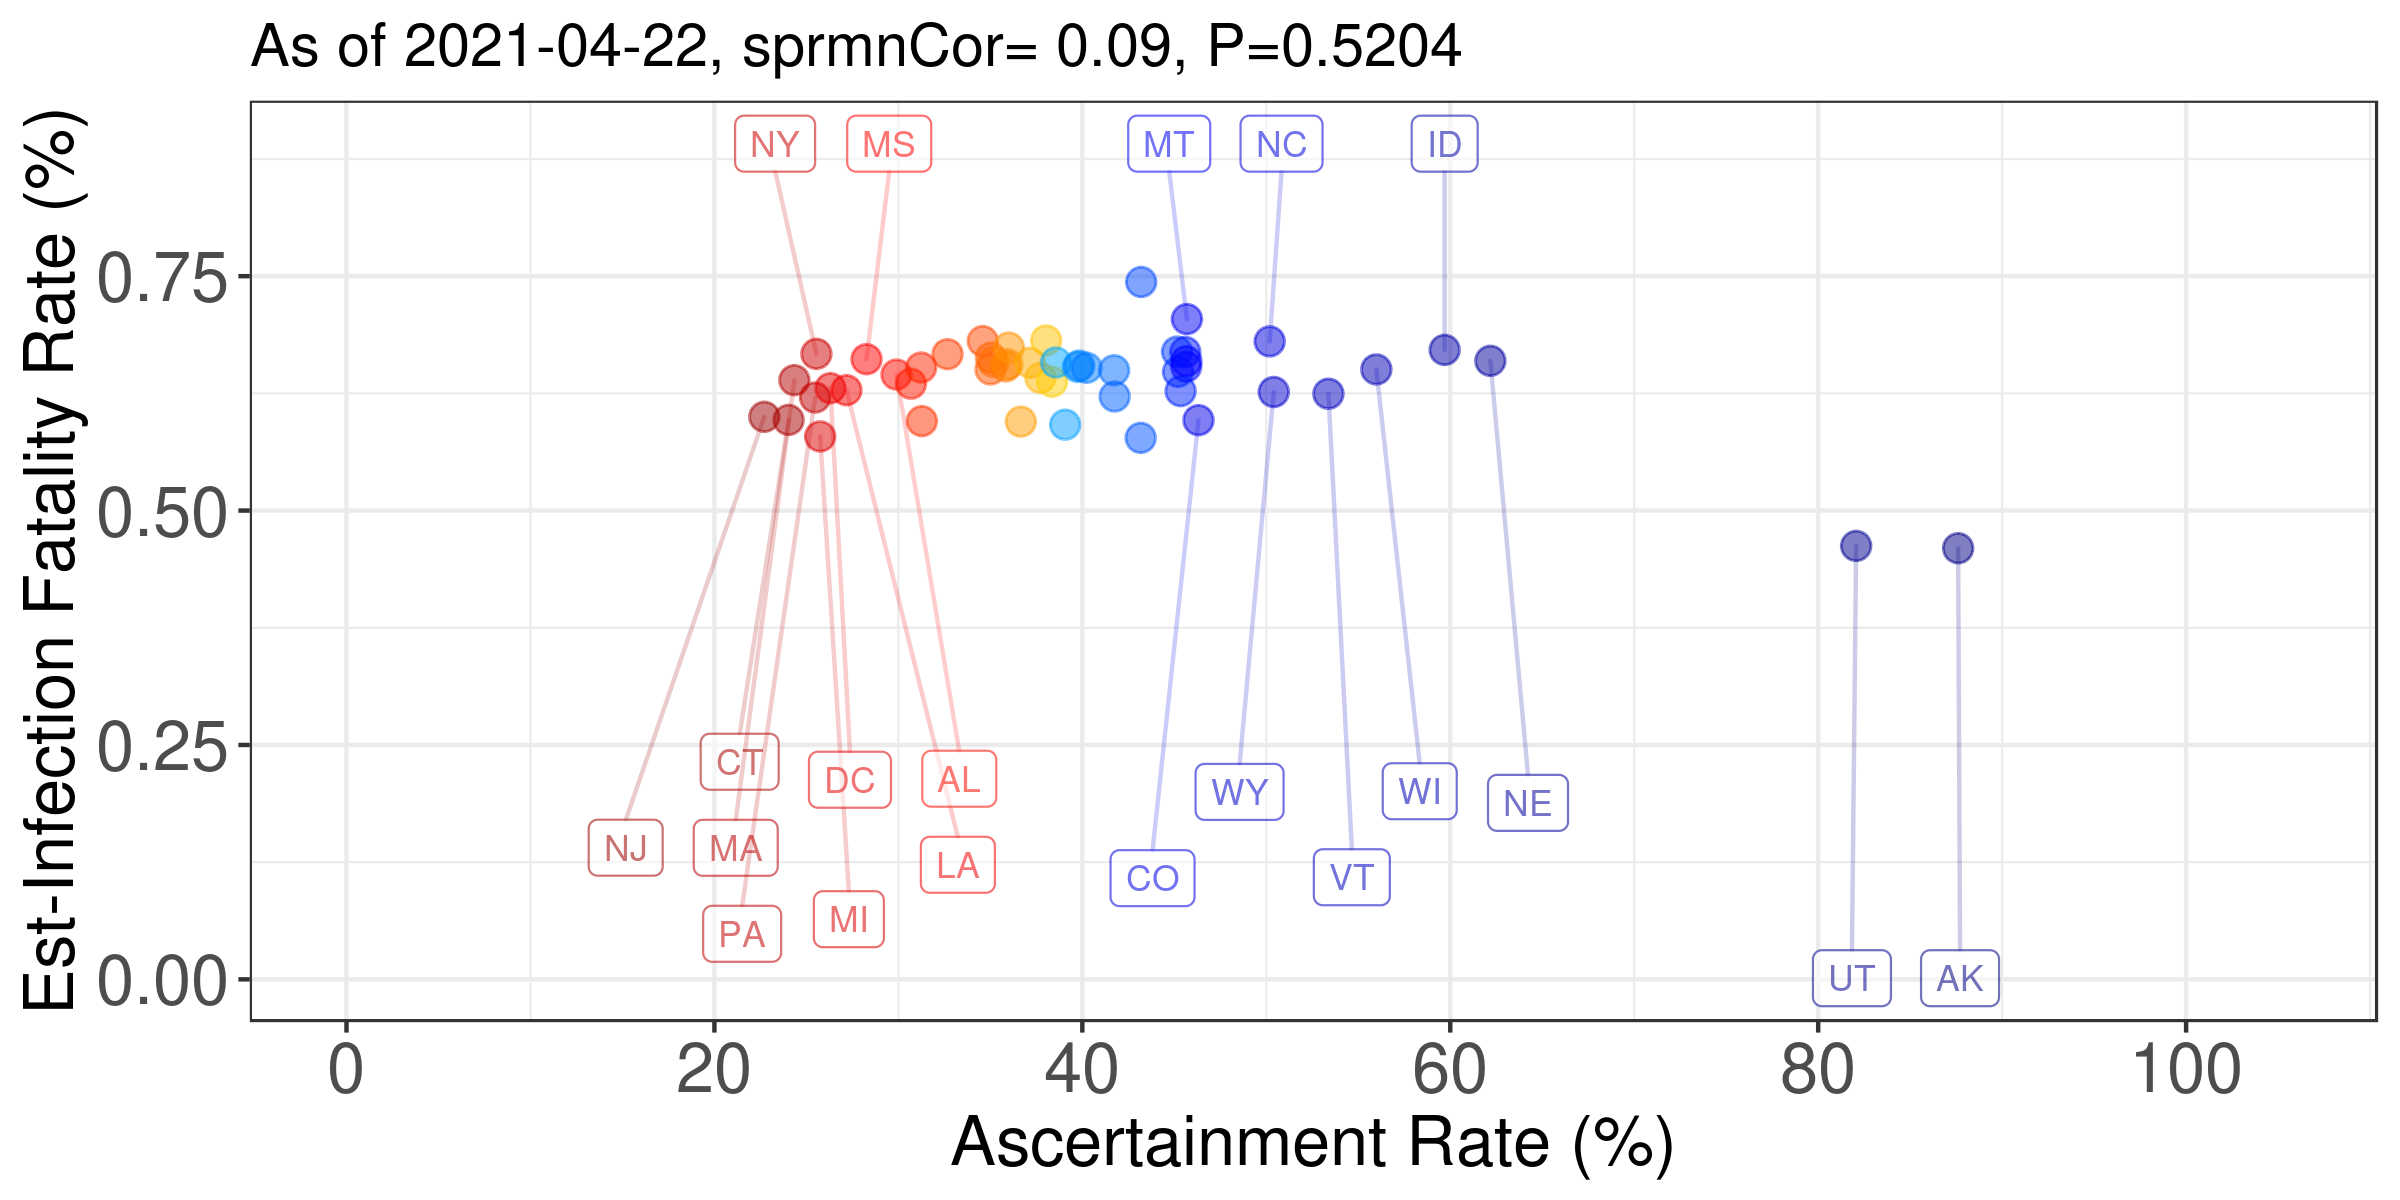 As of 2021-04-22, sprmnCor= 0.09, P=0.5204
Est-Infection Fatality Rate (%)
NY MS MT NC ID
0.75
0.50
0.25
0.00
CT DC AL WY WI NE
NJ MA LA CO VT
PA MI
UT AK
0 20 40 60 80 100
Ascertainment Rate (%)